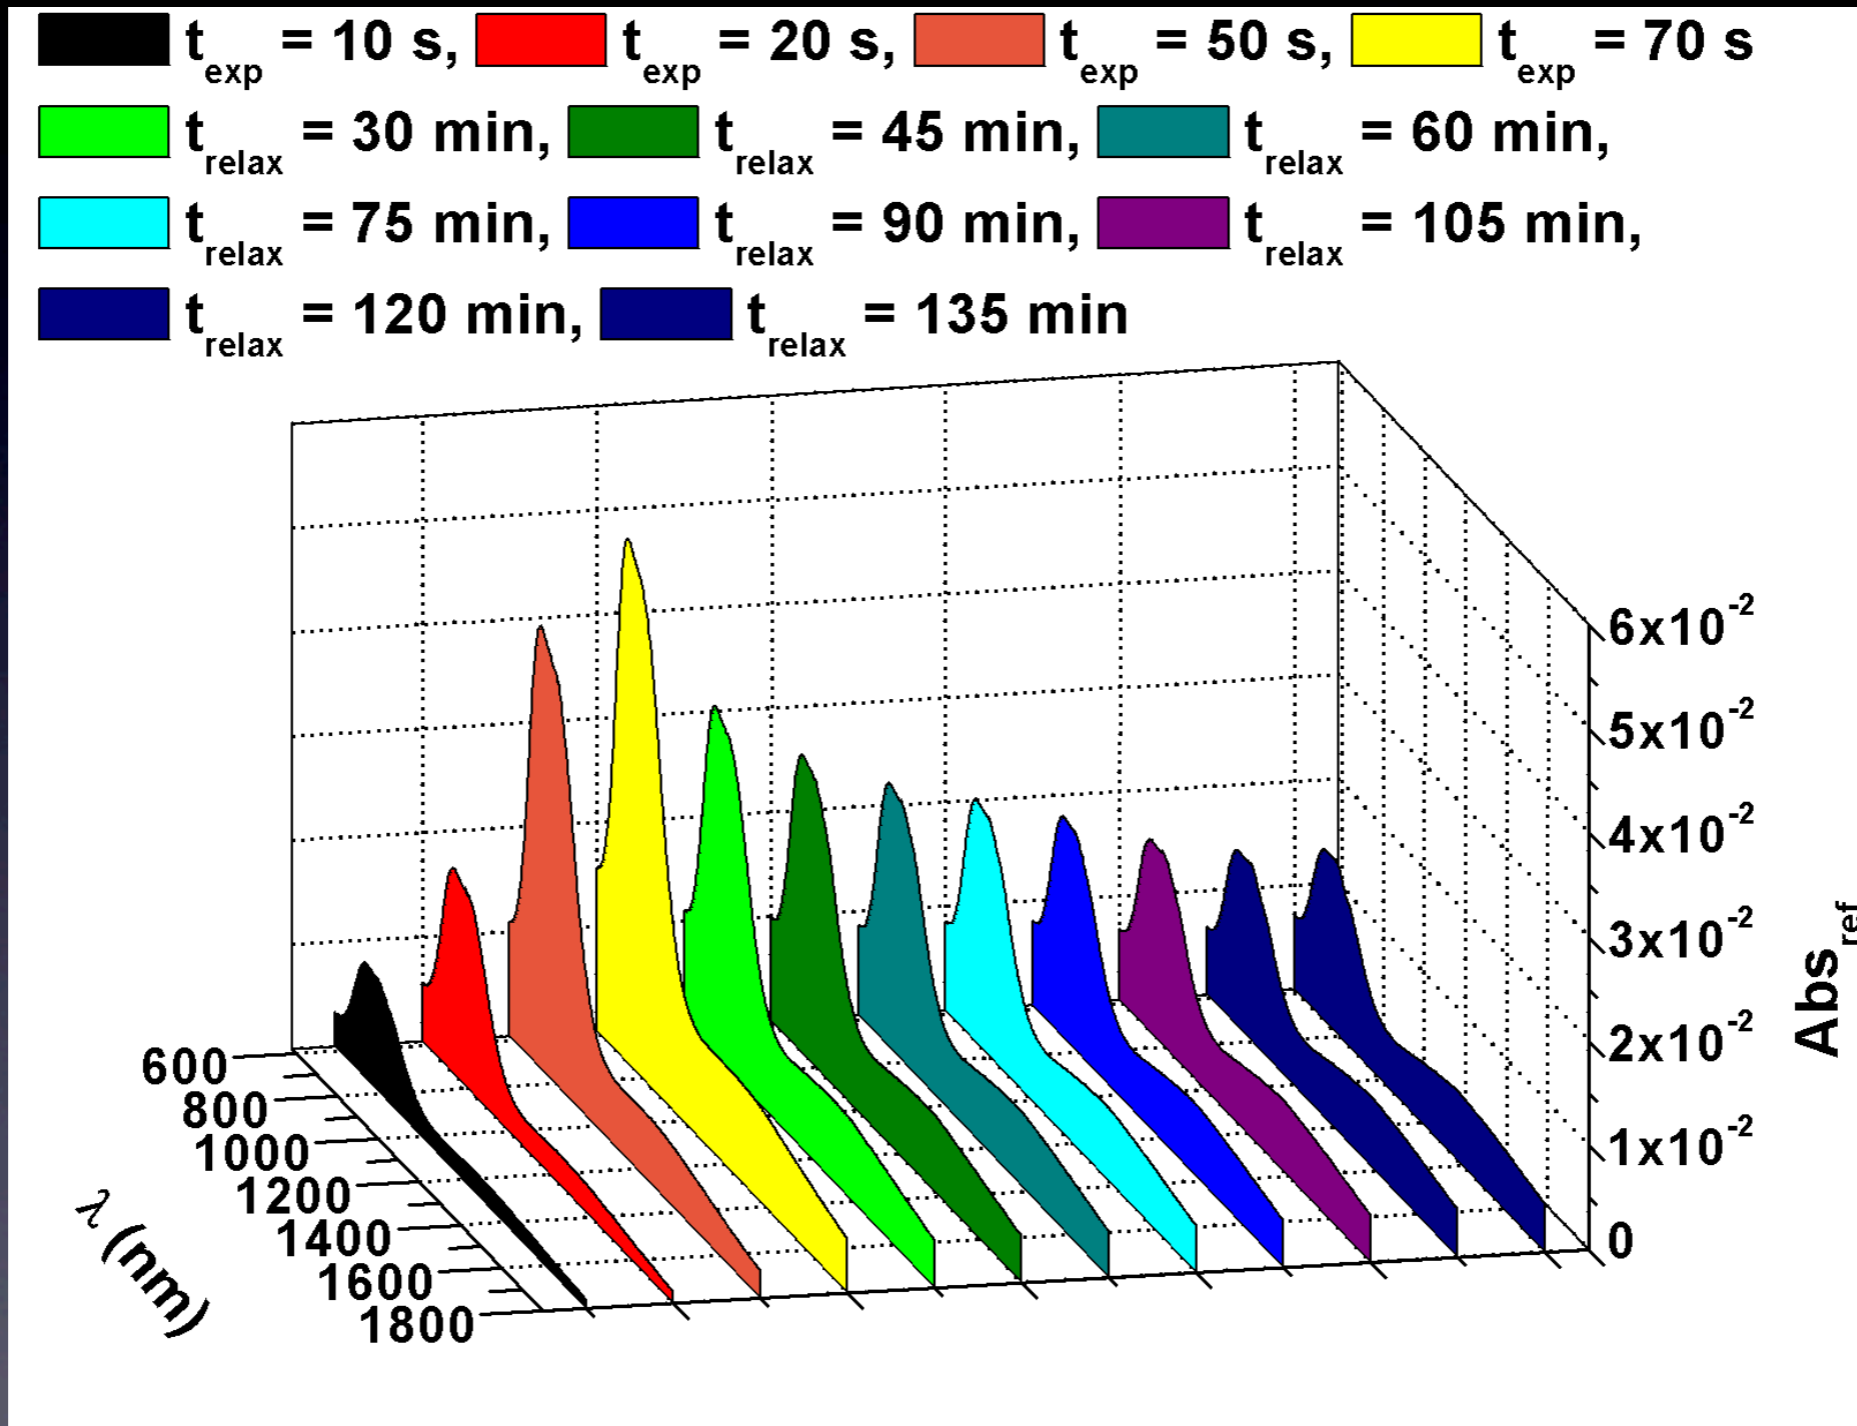 t_exp = 10 s, t_exp = 20 s, t_exp = 50 s, t_exp = 70 s
t_relax = 30 min, t_relax = 45 min, t_relax = 60 min,
t_relax = 75 min, t_relax = 90 min, t_relax = 105 min,
t_relax = 120 min, t_relax = 135 min
6x10^-2
5x10^-2
4x10^-2
3x10^-2
2x10^-2
1x10^-2
0
Abs_ref
600
800
1000
1200
1400
1600
1800
λ (nm)